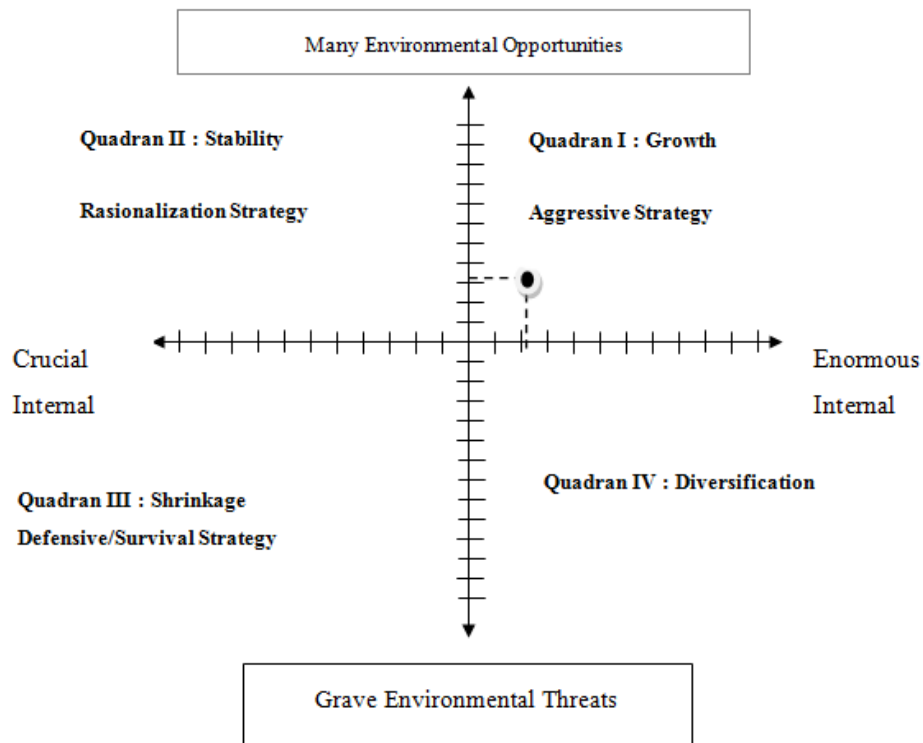 Many Environmental Opportunities
Quadran II : Stability
Quadran I : Growth
Rasionalization Strategy
Aggressive Strategy
Crucial
Internal
Enormous
Internal
Quadran III : Shrinkage
Defensive/Survival Strategy
Quadran IV : Diversification
Grave Environmental Threats